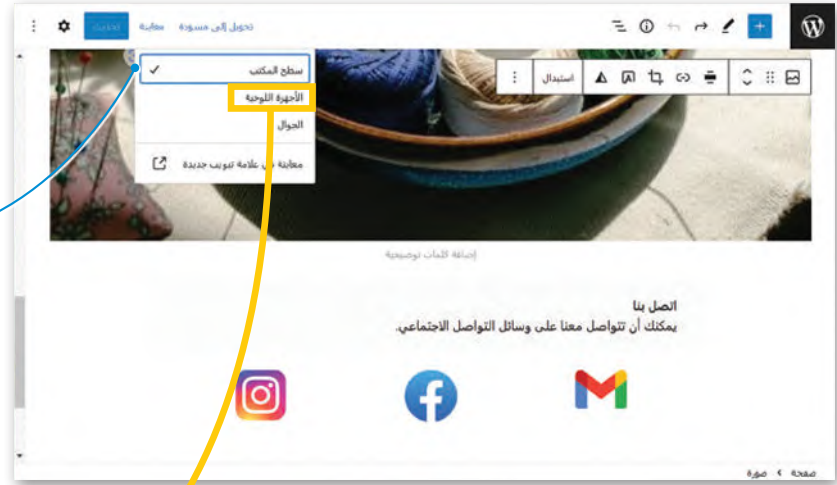 تحويل إلى مسودة
معاينة
تحديث
سطح المكتب
الأجهزة اللوحية
الجوال
معاينة في علامة تبويب جديدة
استبدال
إضافة كلمات توضيحية
اتصل بنا
يمكنك أن تتواصل معنا على وسائل التواصل الاجتماعي.
صفحة > صورة